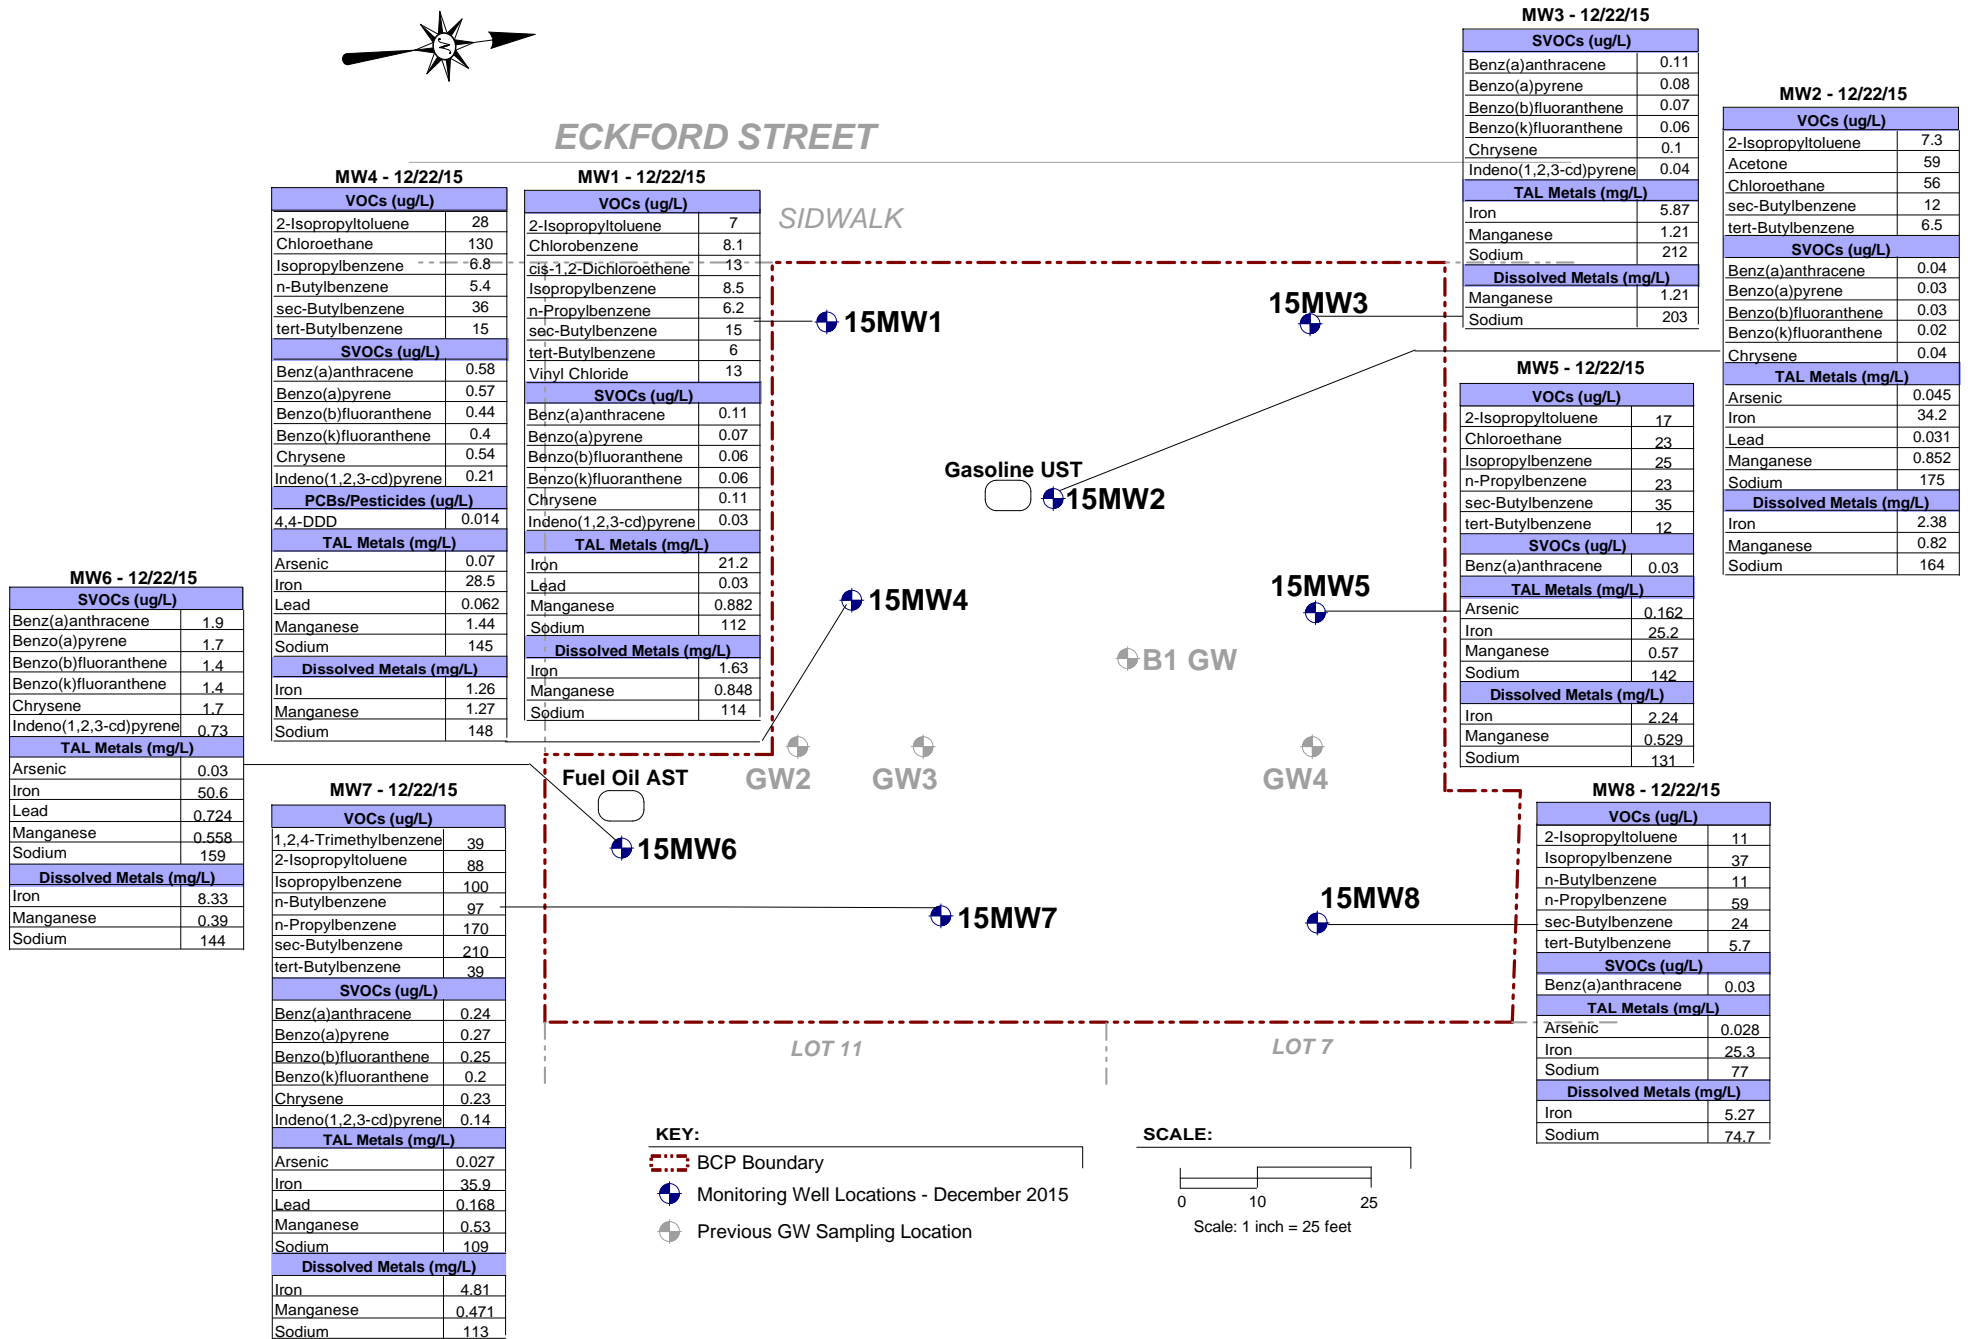 N
ECKFORD STREET
SIDWALK
MW3 - 12/22/15
SVOCs (ug/L)
Benz(a)anthracene 0.11
Benzo(a)pyrene 0.08
Benzo(b)fluoranthene 0.07
Benzo(k)fluoranthene 0.06
Chrysene 0.1
Indeno(1,2,3-cd)pyrene 0.04
TAL Metals (mg/L)
Iron 5.87
Manganese 1.21
Sodium 212
Dissolved Metals (mg/L)
Manganese 1.21
Sodium 203
MW2 - 12/22/15
VOCs (ug/L)
2-Isopropyltoluene 7.3
Acetone 59
Chloroethane 56
sec-Butylbenzene 12
tert-Butylbenzene 6.5
SVOCs (ug/L)
Benz(a)anthracene 0.04
Benzo(a)pyrene 0.03
Benzo(b)fluoranthene 0.03
Benzo(k)fluoranthene 0.02
Chrysene 0.04
TAL Metals (mg/L)
Arsenic 0.045
Iron 34.2
Lead 0.031
Manganese 0.852
Sodium 175
Dissolved Metals (mg/L)
Iron 2.38
Manganese 0.82
Sodium 164
MW4 - 12/22/15
VOCs (ug/L)
2-Isopropyltoluene 28
Chloroethane 130
Isopropylbenzene 6.8
n-Butylbenzene 5.4
sec-Butylbenzene 36
tert-Butylbenzene 15
SVOCs (ug/L)
Benz(a)anthracene 0.58
Benzo(a)pyrene 0.57
Benzo(b)fluoranthene 0.44
Benzo(k)fluoranthene 0.4
Chrysene 0.54
Indeno(1,2,3-cd)pyrene 0.21
PCBs/Pesticides (ug/L)
4,4-DDD 0.014
TAL Metals (mg/L)
Arsenic 0.07
Iron 28.5
Lead 0.062
Manganese 1.44
Sodium 145
Dissolved Metals (mg/L)
Iron 1.26
Manganese 1.27
Sodium 148
MW1 - 12/22/15
VOCs (ug/L)
2-Isopropyltoluene 7
Chlorobenzene 8.1
cis-1,2-Dichloroethene 13
Isopropylbenzene 8.5
n-Propylbenzene 6.2
sec-Butylbenzene 15
tert-Butylbenzene 6
Vinyl Chloride 13
SVOCs (ug/L)
Benz(a)anthracene 0.11
Benzo(a)pyrene 0.07
Benzo(b)fluoranthene 0.06
Benzo(k)fluoranthene 0.06
Chrysene 0.11
Indeno(1,2,3-cd)pyrene 0.03
TAL Metals (mg/L)
Iron 21.2
Lead 0.03
Manganese 0.882
Sodium 112
Dissolved Metals (mg/L)
Iron 1.63
Manganese 0.848
Sodium 114
15MW1
15MW3
Gasoline UST
15MW2
15MW4
15MW5
B1 GW
GW2
GW3
GW4
Fuel Oil AST
15MW6
15MW7
15MW8
MW5 - 12/22/15
VOCs (ug/L)
2-Isopropyltoluene 17
Chloroethane 23
Isopropylbenzene 25
n-Propylbenzene 23
sec-Butylbenzene 35
tert-Butylbenzene 12
SVOCs (ug/L)
Benz(a)anthracene 0.03
TAL Metals (mg/L)
Arsenic 0.162
Iron 25.2
Manganese 0.57
Sodium 142
Dissolved Metals (mg/L)
Iron 2.24
Manganese 0.529
Sodium 131
MW6 - 12/22/15
SVOCs (ug/L)
Benz(a)anthracene 1.9
Benzo(a)pyrene 1.7
Benzo(b)fluoranthene 1.4
Benzo(k)fluoranthene 1.4
Chrysene 1.7
Indeno(1,2,3-cd)pyrene 0.73
TAL Metals (mg/L)
Arsenic 0.03
Iron 50.6
Lead 0.724
Manganese 0.558
Sodium 159
Dissolved Metals (mg/L)
Iron 8.33
Manganese 0.39
Sodium 144
MW7 - 12/22/15
VOCs (ug/L)
1,2,4-Trimethylbenzene 39
2-Isopropyltoluene 88
Isopropylbenzene 100
n-Butylbenzene 97
n-Propylbenzene 170
sec-Butylbenzene 210
tert-Butylbenzene 39
SVOCs (ug/L)
Benz(a)anthracene 0.24
Benzo(a)pyrene 0.27
Benzo(b)fluoranthene 0.25
Benzo(k)fluoranthene 0.2
Chrysene 0.23
Indeno(1,2,3-cd)pyrene 0.14
TAL Metals (mg/L)
Arsenic 0.027
Iron 35.9
Lead 0.168
Manganese 0.53
Sodium 109
Dissolved Metals (mg/L)
Iron 4.81
Manganese 0.471
Sodium 113
MW8 - 12/22/15
VOCs (ug/L)
2-Isopropyltoluene 11
Isopropylbenzene 37
n-Butylbenzene 11
n-Propylbenzene 59
sec-Butylbenzene 24
tert-Butylbenzene 5.7
SVOCs (ug/L)
Benz(a)anthracene 0.03
TAL Metals (mg/L)
Arsenic 0.028
Iron 25.3
Sodium 77
Dissolved Metals (mg/L)
Iron 5.27
Sodium 74.7
LOT 11
LOT 7
KEY:
BCP Boundary
Monitoring Well Locations - December 2015
Previous GW Sampling Location
SCALE:
0 10 25
Scale: 1 inch = 25 feet